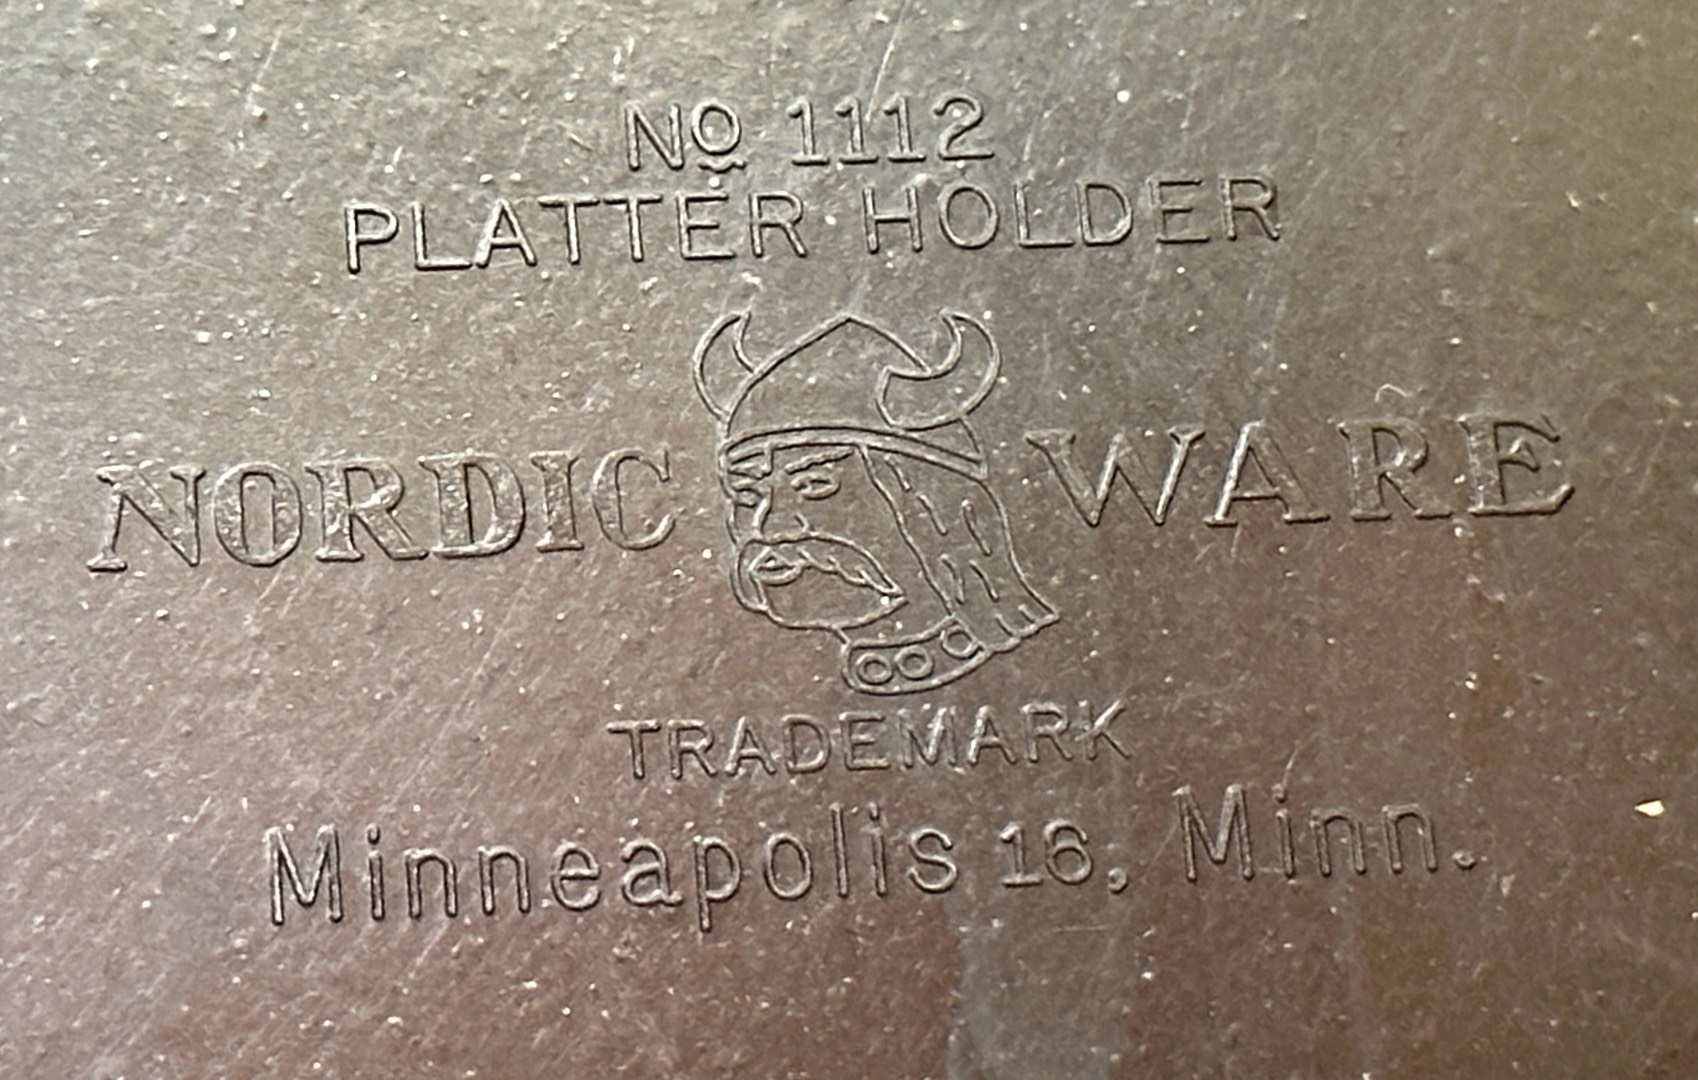 No 1112
PLATTER HOLDER
NORDIC WARE
TRADEMARK
Minneapolis 16, Minn.